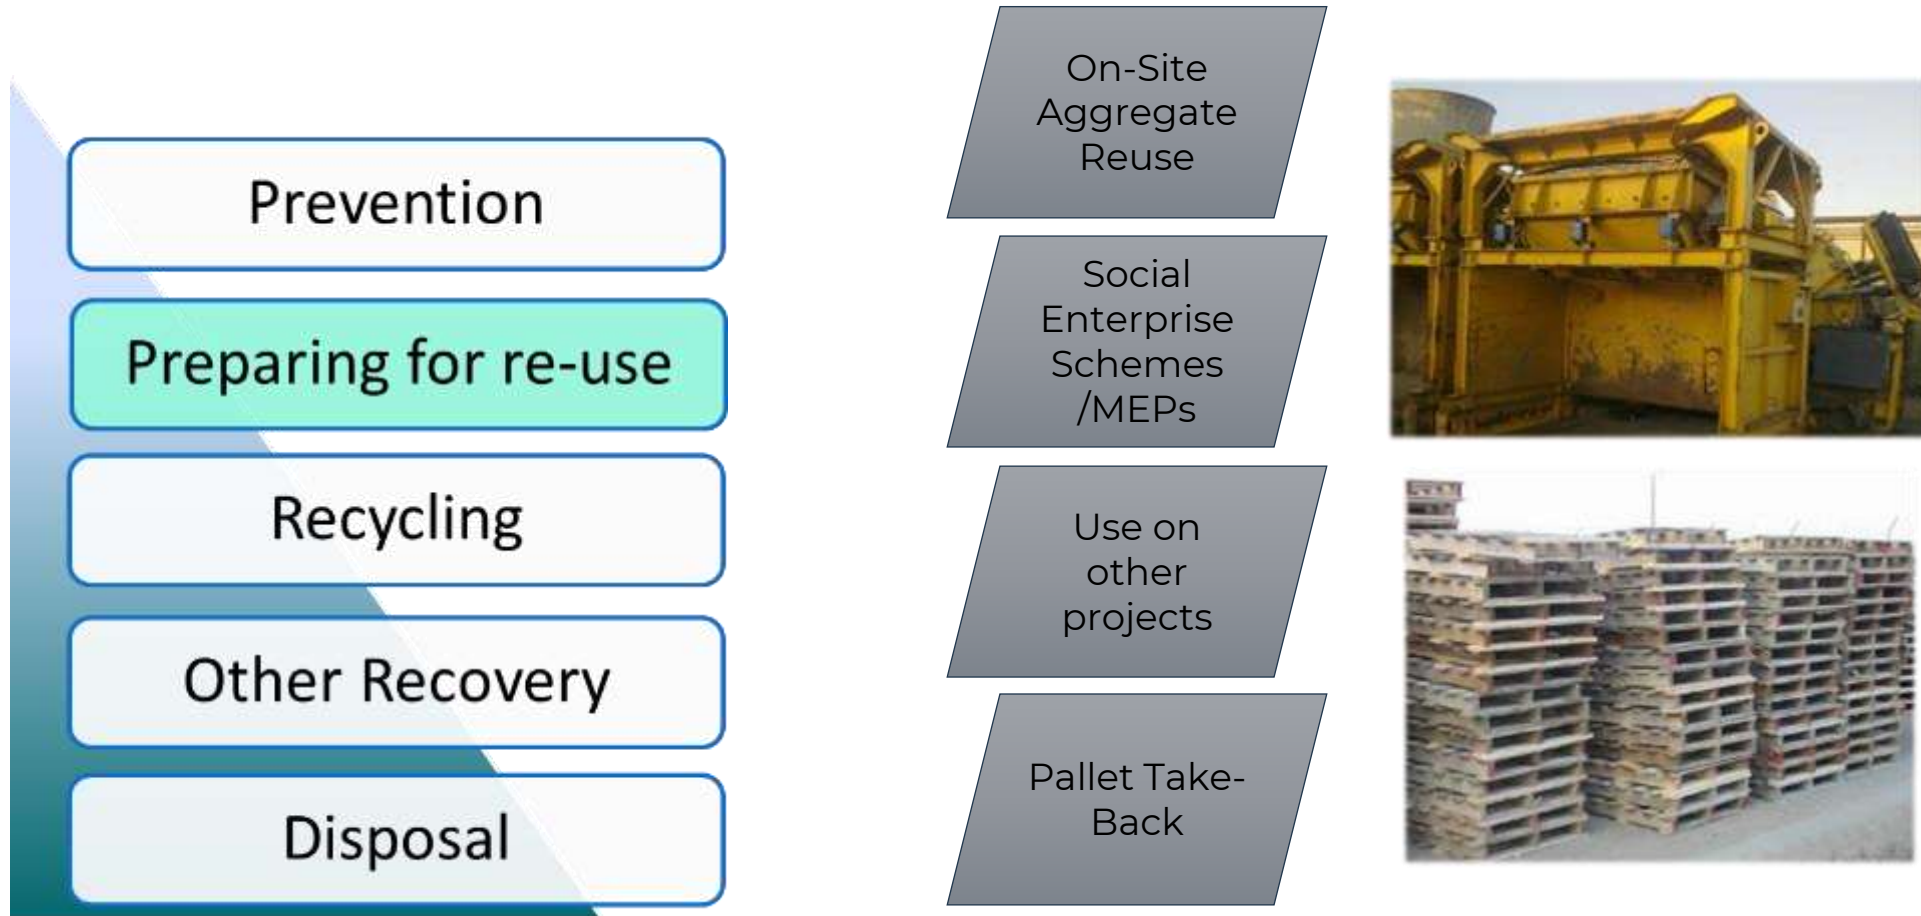 Prevention
Preparing for re-use
Recycling
Other Recovery
Disposal
On-Site
Aggregate
Reuse
Social
Enterprise
Schemes
/MEPs
Use on
other
projects
Pallet Take-
Back